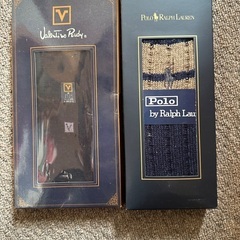 V
Valentino Rudy.
V
POLO RALPH LAUREN
Polo
by Ralph Lau